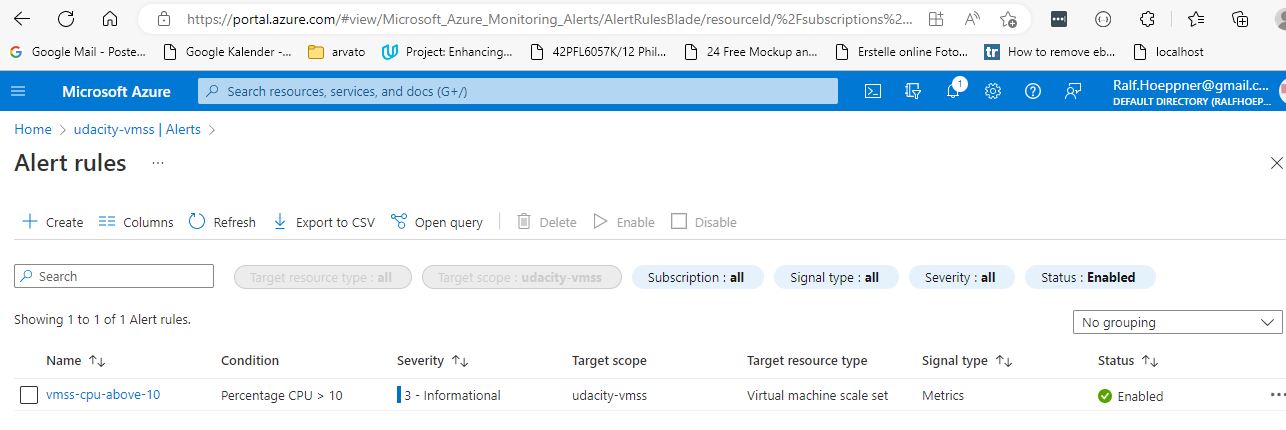 https://portal.azure.com/#view/Microsoft_Azure_Monitoring_Alerts/AlertRulesBlade/resourceId/%2Fsubscriptions%2...
Google Mail - Poste... Google Kalender -... arvato Project: Enhancing... 42PFL6057K/12 Phil... 24 Free Mockup an... Erstelle online Foto... tr How to remove eb... localhost
Microsoft Azure Search resources, services, and docs (G+/) 1 Ralf.Hoeppner@gmail.c...
DEFAULT DIRECTORY (RALFHOEP...
Home > udacity-vmss | Alerts >
Alert rules ...
Create Columns Refresh Export to CSV Open query Delete Enable Disable
Search Target resource type : all Target scope : udacity-vmss Subscription : all Signal type : all Severity : all Status : Enabled
Showing 1 to 1 of 1 Alert rules.
No grouping
Name Condition Severity Target scope Target resource type Signal type Status
vmss-cpu-above-10 Percentage CPU > 10 3 - Informational udacity-vmss Virtual machine scale set Metrics Enabled